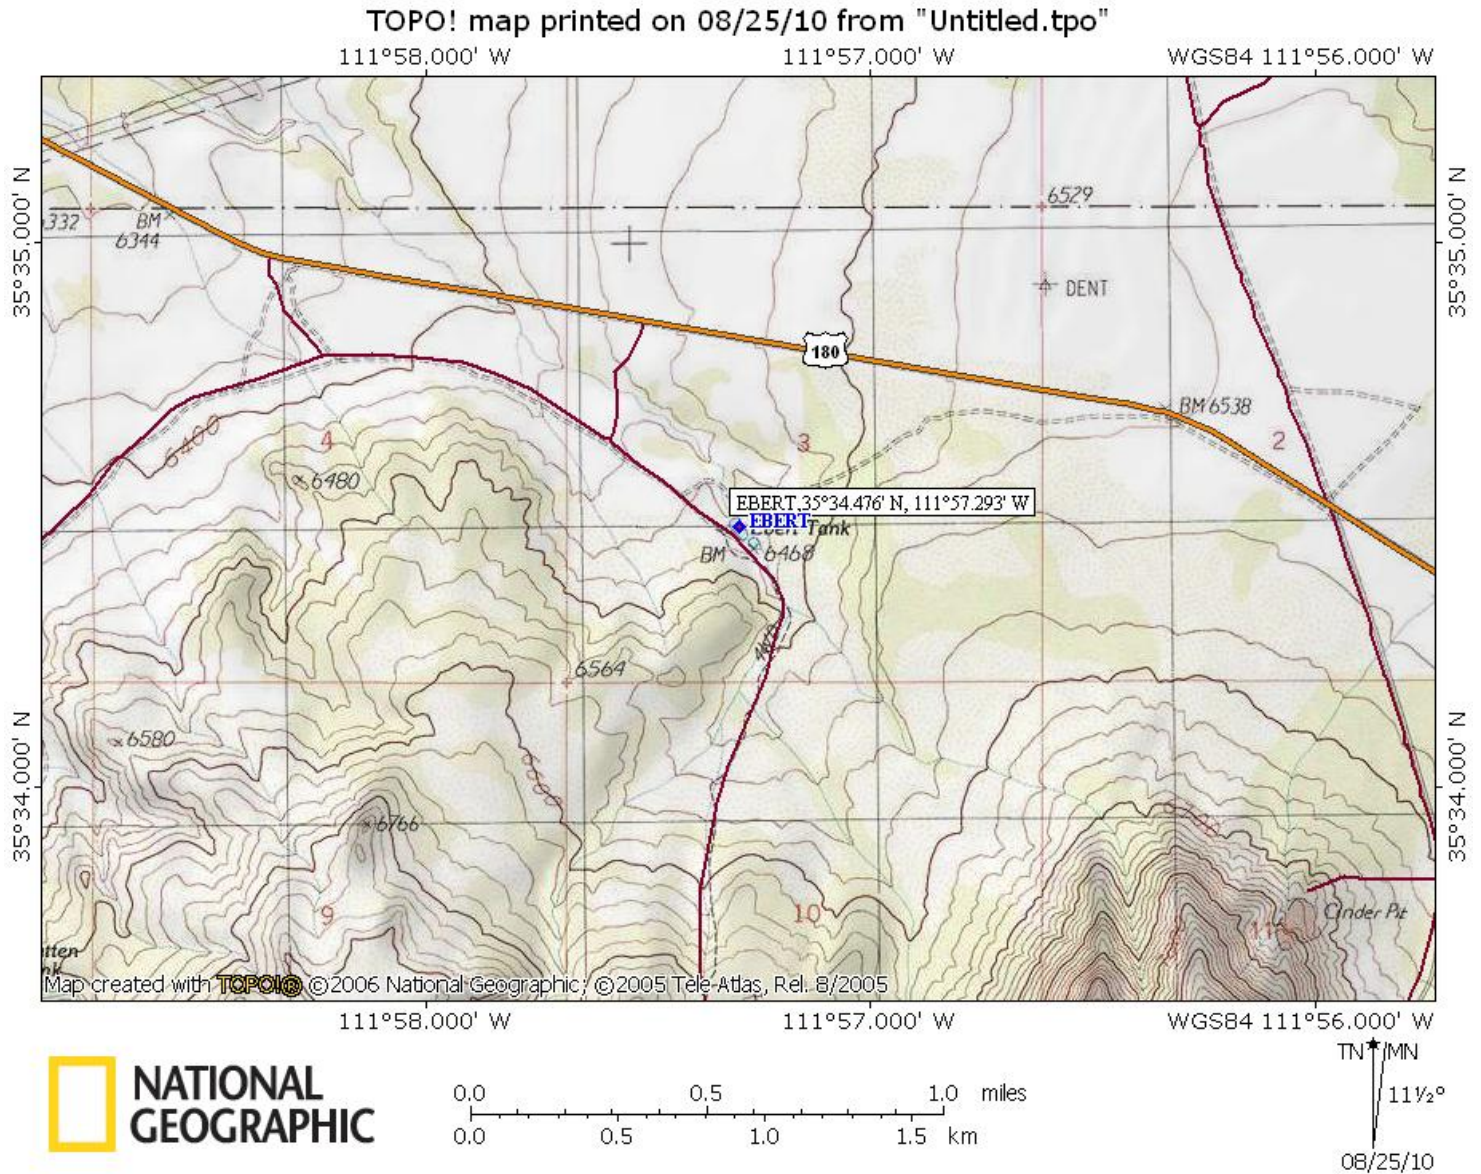 TOPO! map printed on 08/25/10 from "Untitled.tpo"
111°58.000' W 111°57.000' W WGS84 111°56.000' W
35°35.000' N
35°35.000' N
6529
BM
6344
DENT
180
BM 6538
6400
4
3
2
6480
EBERT,35°34.476' N, 111°57.293' W
EBERT
Ebert Tank
BM
6468
4WD
6564
6580
35°34.000' N
35°34.000' N
6766
9
10
11
Cinder Pit
Map created with TOPO!® ©2006 National Geographic; ©2005 Tele Atlas, Rel. 8/2005
111°58.000' W 111°57.000' W WGS84 111°56.000' W
NATIONAL
GEOGRAPHIC
0.0 0.5 1.0 miles
0.0 0.5 1.0 1.5 km
TN MN
11½°
08/25/10